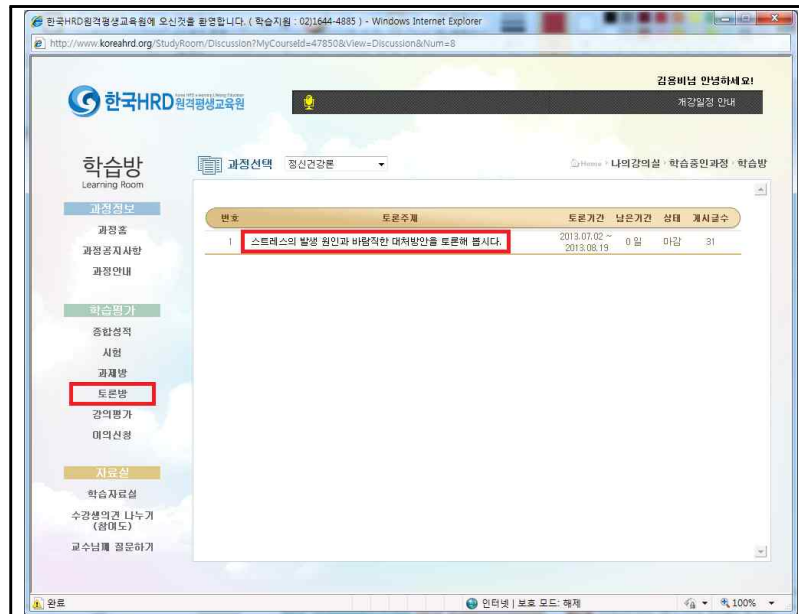 한국HRD원격평생교육원에 오신것을 환영합니다. ( 학습지원 : 02)1644-4885 ) - Windows Internet Explorer
http://www.koreahrd.org/StudyRoom/Discussion?MyCourseId=47850&View=Discussion&Num=8
김용비님 안녕하세요!
한국HRD원격평생교육원
개강일정 안내
학습방
Learning Room
과정선택 정신건강론
Home > 나의강의실 > 학습중인과정 > 학습방
과정정보
과정홈
과정공지사항
과정안내
학습평가
종합성적
시험
과제방
토론방
강의평가
이의신청
자료실
학습자료실
수강생의견 나누기
(참여도)
교수님께 질문하기
번호 토론주제 토론기간 남은기간 상태 게시글수
1 스트레스의 발생 원인과 바람직한 대처방안을 토론해 봅시다. 2013.07.02 ~ 0 일 마감 31
2013.08.19
완료 인터넷 | 보호 모드: 해제 100%